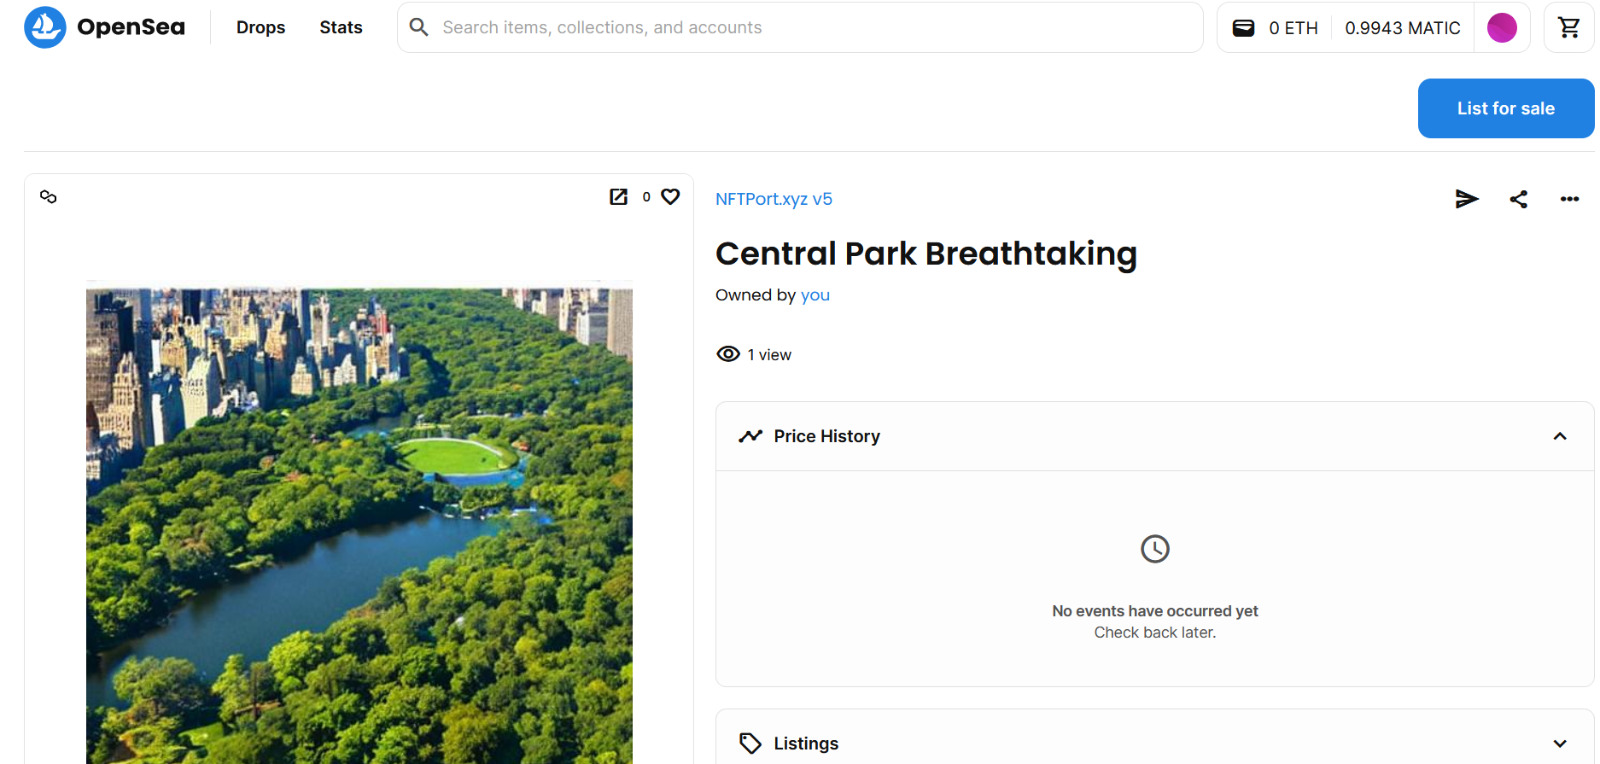 OpenSea
Drops
Stats
Search items, collections, and accounts
0 ETH
0.9943 MATIC
List for sale
0
NFTPort.xyz v5
Central Park Breathtaking
Owned by you
1 view
Price History
No events have occurred yet
Check back later.
Listings